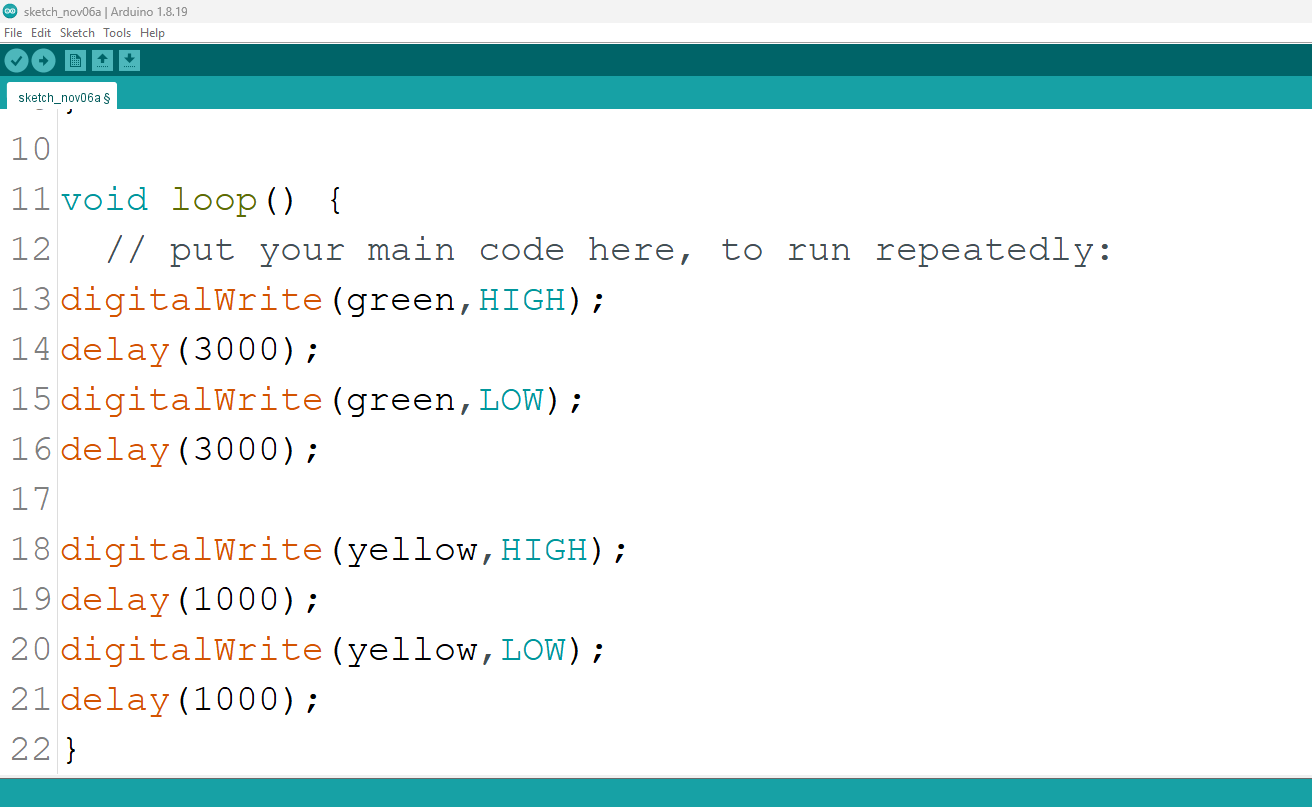 sketch_nov06a | Arduino 1.8.19
File Edit Sketch Tools Help
sketch_nov06a §
10
11 void loop() {
12   // put your main code here, to run repeatedly:
13 digitalWrite(green,HIGH);
14 delay(3000);
15 digitalWrite(green,LOW);
16 delay(3000);
17
18 digitalWrite(yellow,HIGH);
19 delay(1000);
20 digitalWrite(yellow,LOW);
21 delay(1000);
22 }